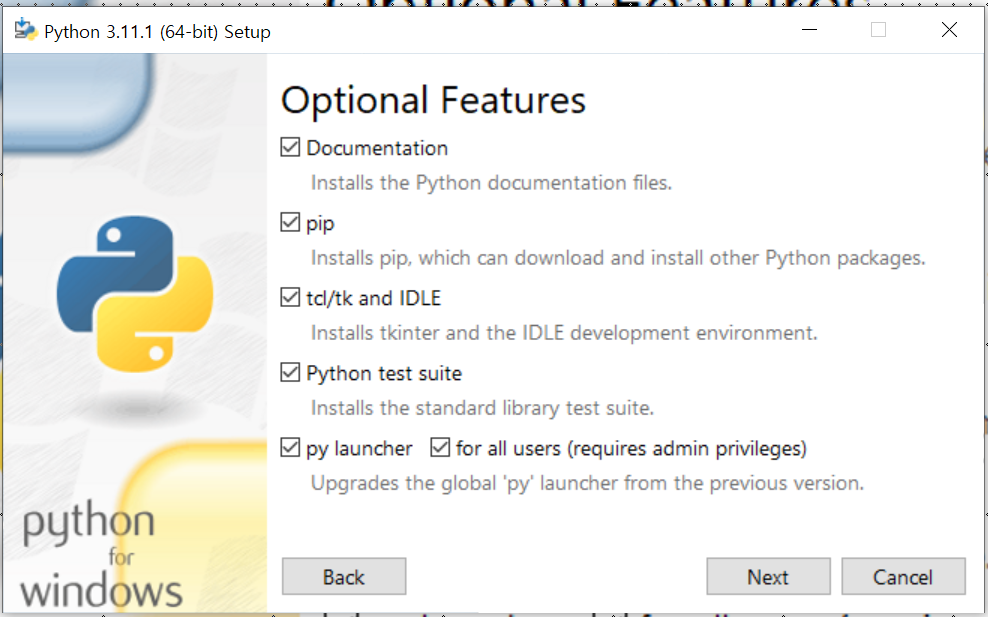 Python 3.11.1 (64-bit) Setup
Optional Features
Documentation
Installs the Python documentation files.
pip
Installs pip, which can download and install other Python packages.
tcl/tk and IDLE
Installs tkinter and the IDLE development environment.
Python test suite
Installs the standard library test suite.
py launcher for all users (requires admin privileges)
Upgrades the global 'py' launcher from the previous version.
python
for
windows
Back Next Cancel